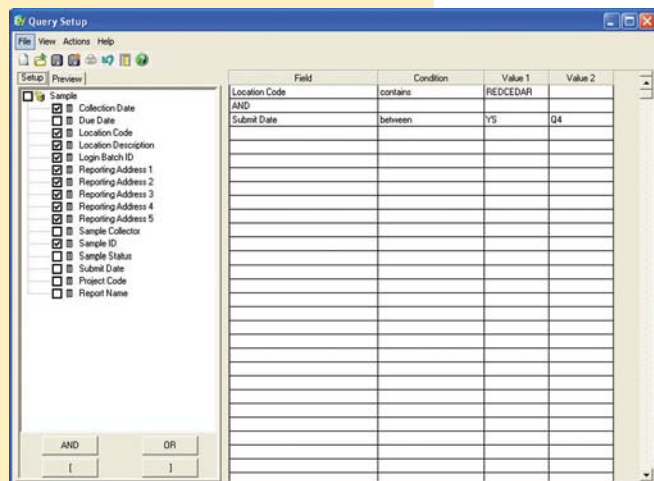 Query Setup
File View Actions Help
Setup Preview
Sample
Collection Date
Due Date
Location Code
Location Description
Login Batch ID
Reporting Address 1
Reporting Address 2
Reporting Address 3
Reporting Address 4
Reporting Address 5
Sample Collector
Sample ID
Sample Status
Submit Date
Project Code
Report Name
AND OR
[ ]
Field Condition Value 1 Value 2
Location Code contains REDCEDAR
AND
Submit Date between YS Q4